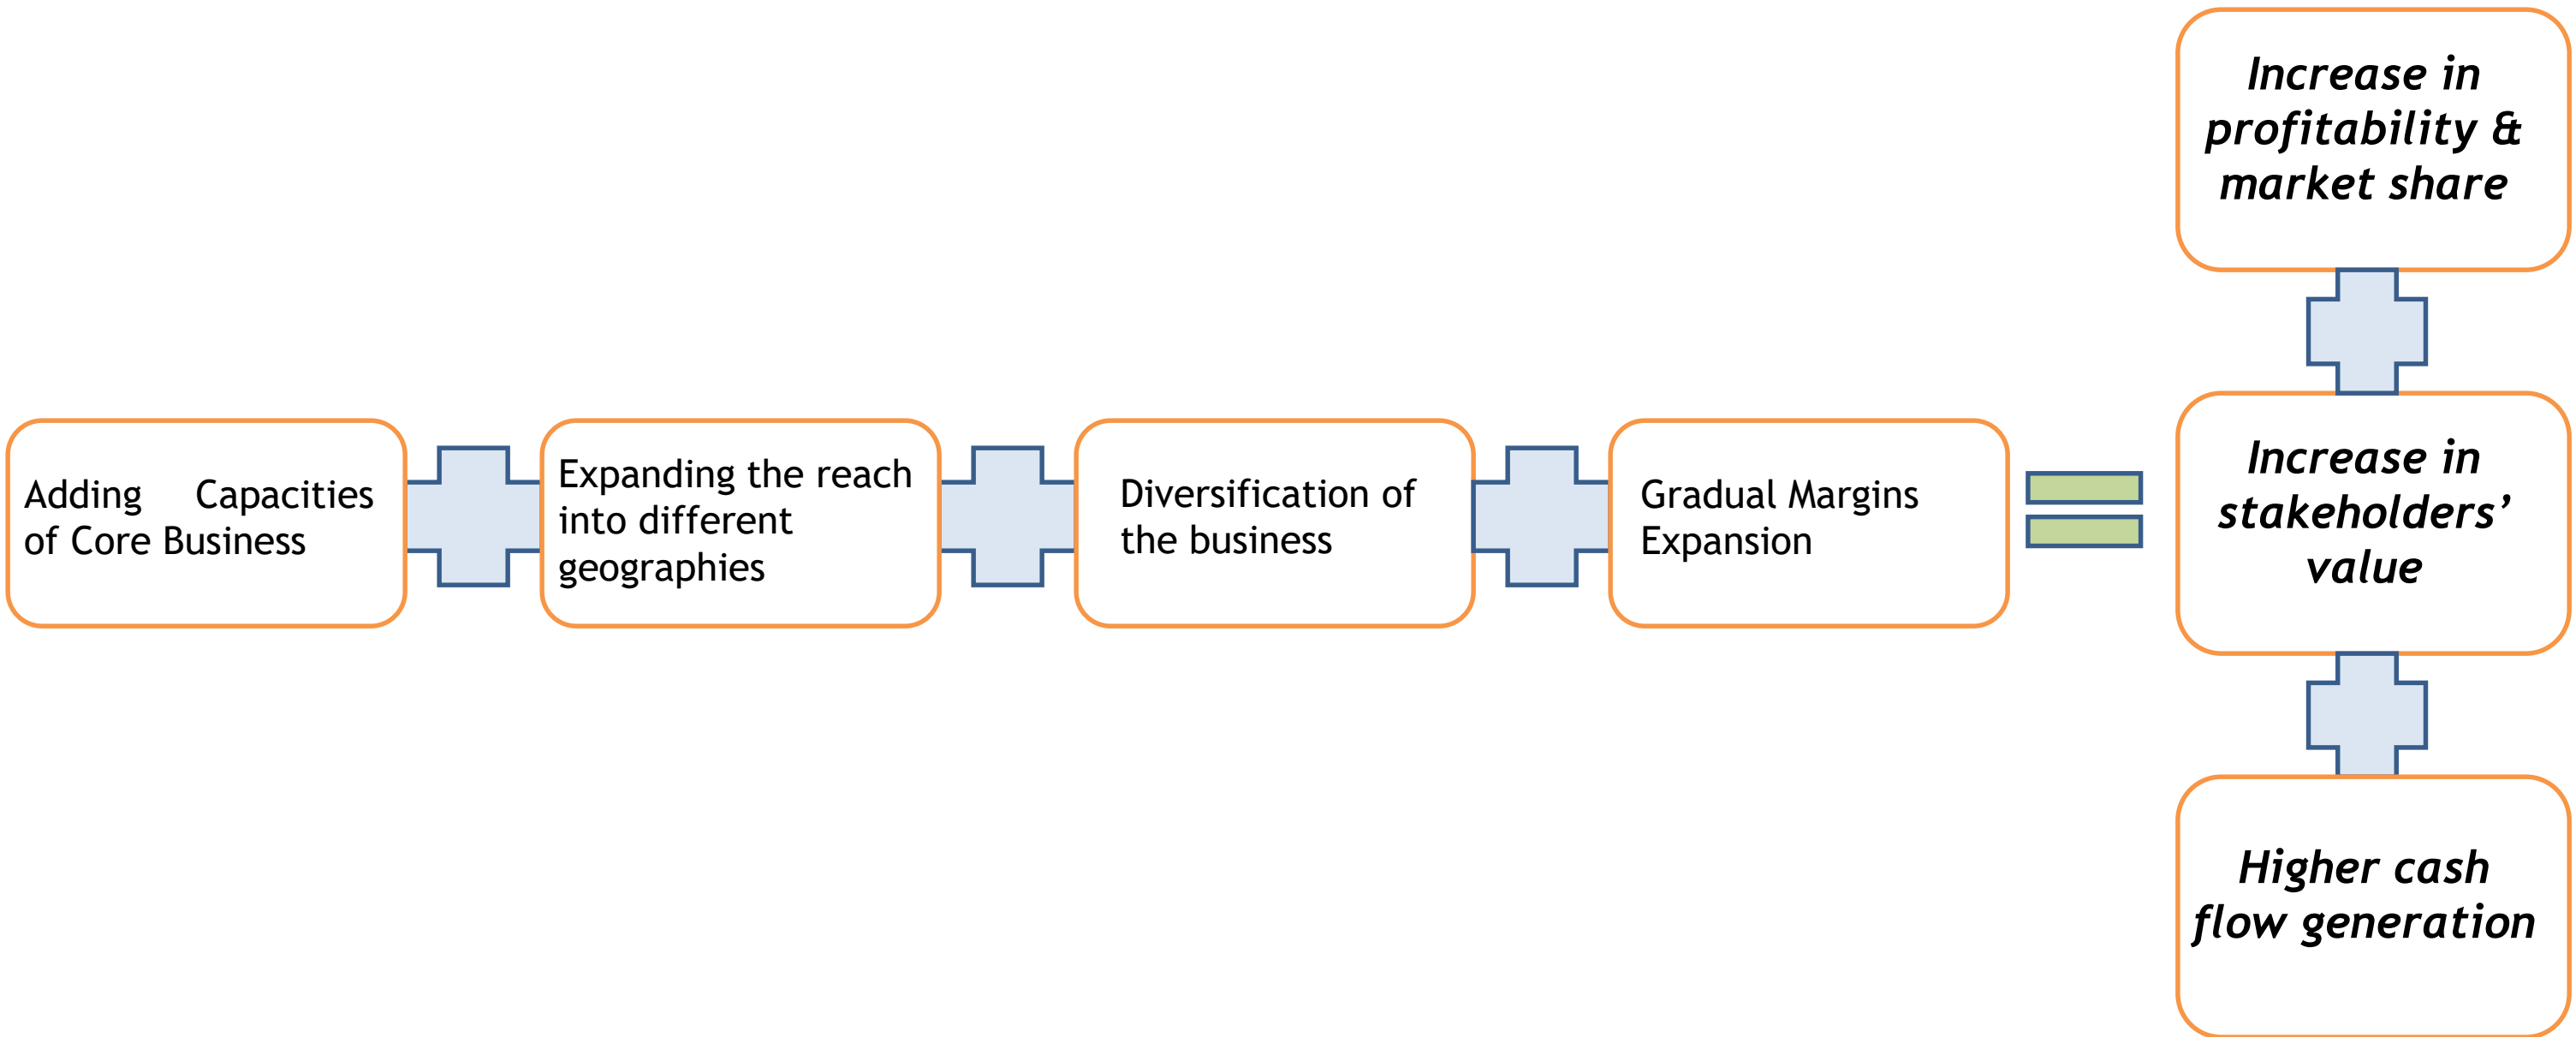 Adding Capacities
of Core Business
Expanding the reach
into different
geographies
Diversification of
the business
Gradual Margins
Expansion
Increase in
profitability &
market share
Increase in
stakeholders’
value
Higher cash
flow generation